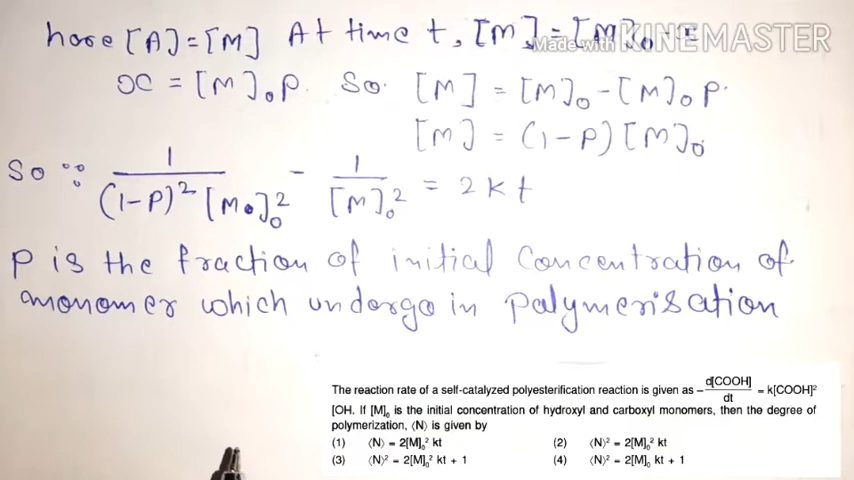 here [A] = [M] At time t, [M] = [M]₀ - x
Made with KINEMASTER
x = [M]₀p. So [M] = [M]₀ - [M]₀p.
[M] = (1-P) [M]₀
So ∵ 1/((1-P)² [M]₀²) - 1/[M]₀² = 2kt
P is the fraction of initial Concentration of
monomer which undergo in polymerisation
The reaction rate of a self-catalyzed polyesterification reaction is given as -d[COOH]/dt = k[COOH]²
[OH. If [M]₀ is the initial concentration of hydroxyl and carboxyl monomers, then the degree of
polymerization, ⟨N⟩ is given by
(1) ⟨N⟩ = 2[M]₀² kt (2) ⟨N⟩² = 2[M]₀² kt
(3) ⟨N⟩² = 2[M]₀² kt + 1 (4) ⟨N⟩² = 2[M]₀ kt + 1